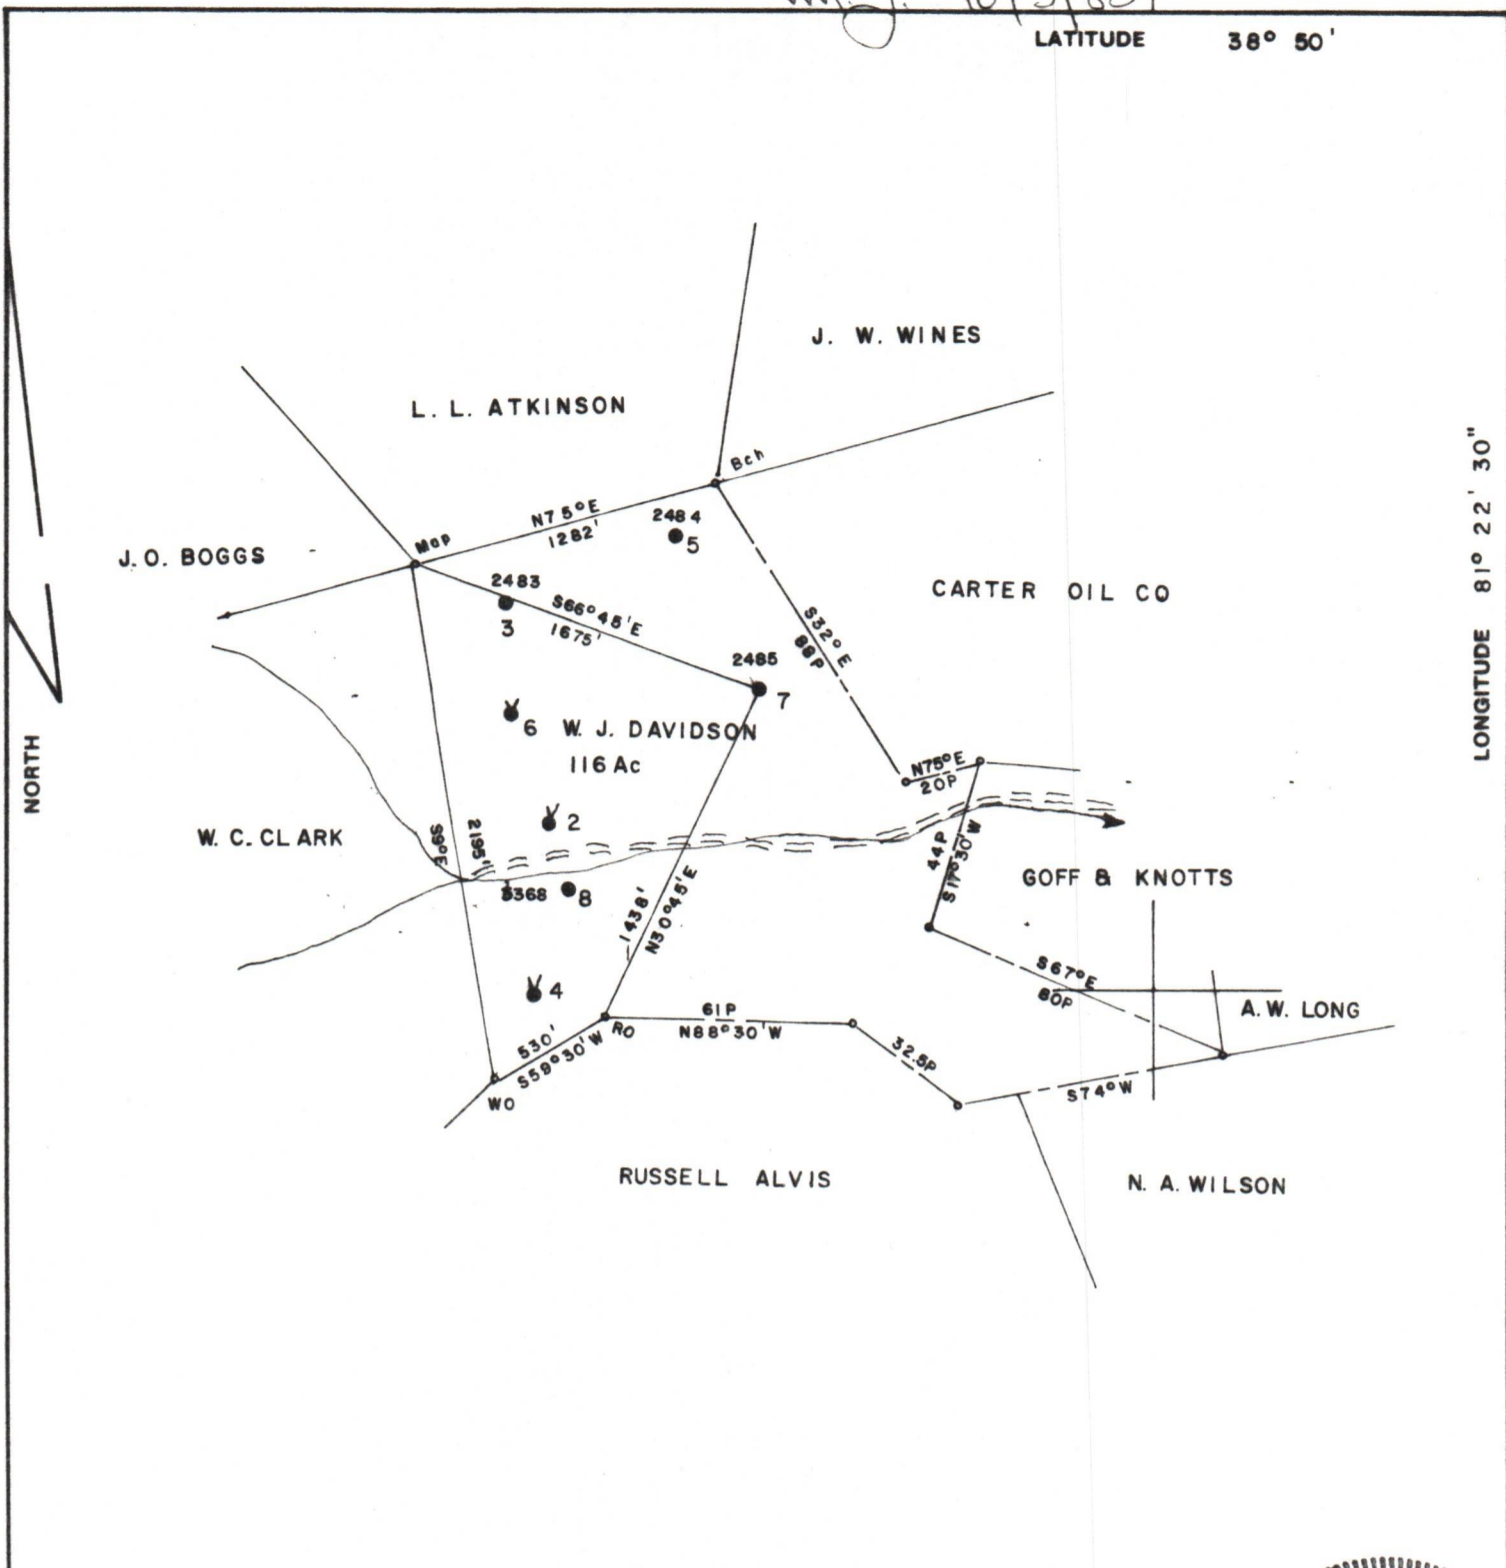 LATITUDE 38° 50'
J. W. WINES
L. L. ATKINSON
Bch
N75°E
1282'
2484
5
J. O. BOGGS
Map
LONGITUDE 81° 22' 30"
2483
3
S66°45'E
1675'
CARTER OIL CO
S32°E
88P
2485
7
6
W. J. DAVIDSON
116 Ac
NORTH
N75°E
20P
W. C. CLARK
S9°E
2195'
2
44P
S17°30'W
GOFF & KNOTTS
8
1438'
N30°45'E
4
S67°E
80P
A.W. LONG
530'
S59°30'W
RO
61P
N88°30'W
32.5P
S74°W
WO
RUSSELL ALVIS
N. A. WILSON